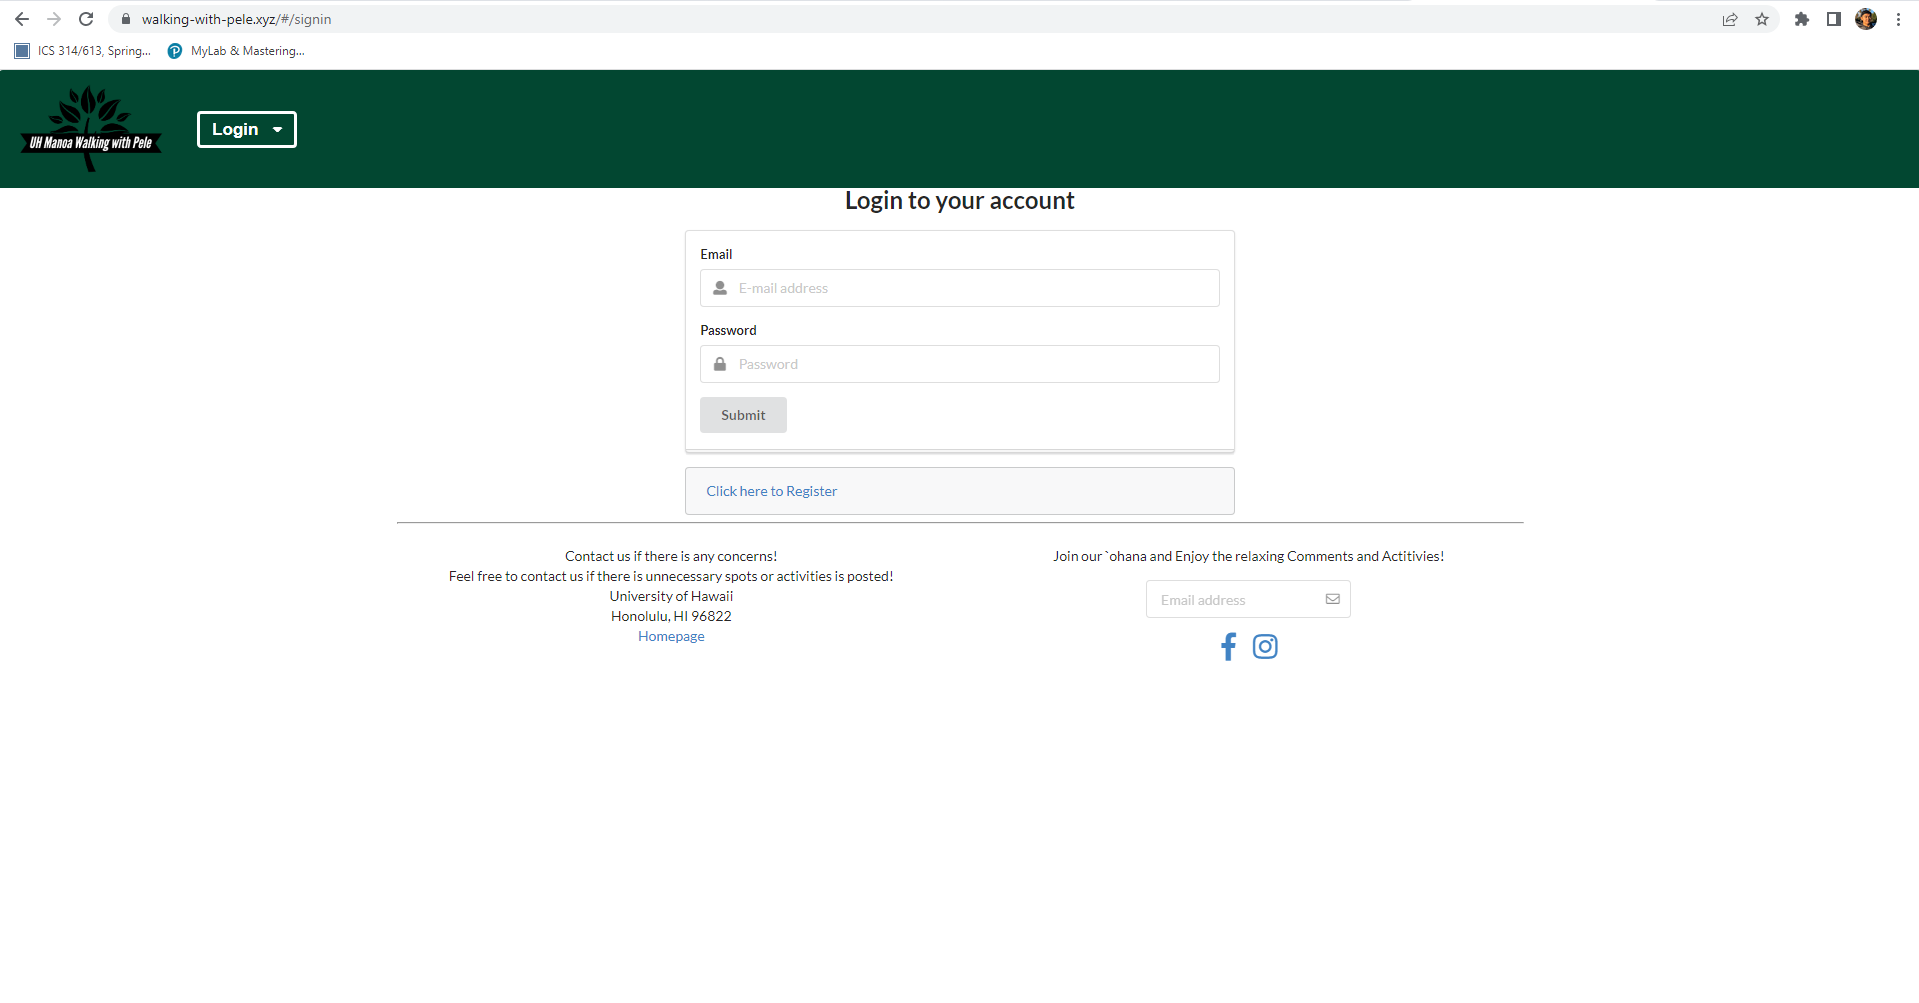 walking-with-pele.xyz/#/signin
ICS 314/613, Spring...
MyLab & Mastering...
UH Manoa Walking with Pele
Login
Login to your account
Email
E-mail address
Password
Password
Submit
Click here to Register
Contact us if there is any concerns!
Feel free to contact us if there is unnecessary spots or activities is posted!
University of Hawaii
Honolulu, HI 96822
Homepage
Join our `ohana and Enjoy the relaxing Comments and Actitivies!
Email address